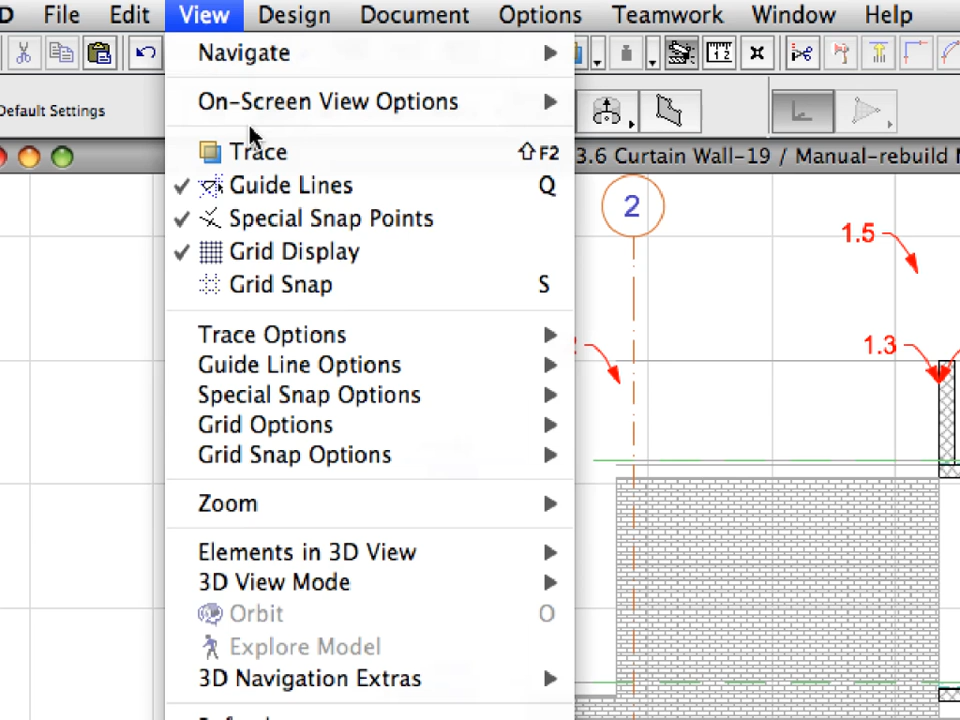 File Edit View Design Document Options Teamwork Window Help
Default Settings
Navigate
On-Screen View Options
Trace ⇧F2
Guide Lines Q
Special Snap Points
Grid Display
Grid Snap S
Trace Options
Guide Line Options
Special Snap Options
Grid Options
Grid Snap Options
Zoom
Elements in 3D View
3D View Mode
Orbit O
Explore Model
3D Navigation Extras
3.6 Curtain Wall-19 / Manual-rebuild
2
1.5
1.3
1 2